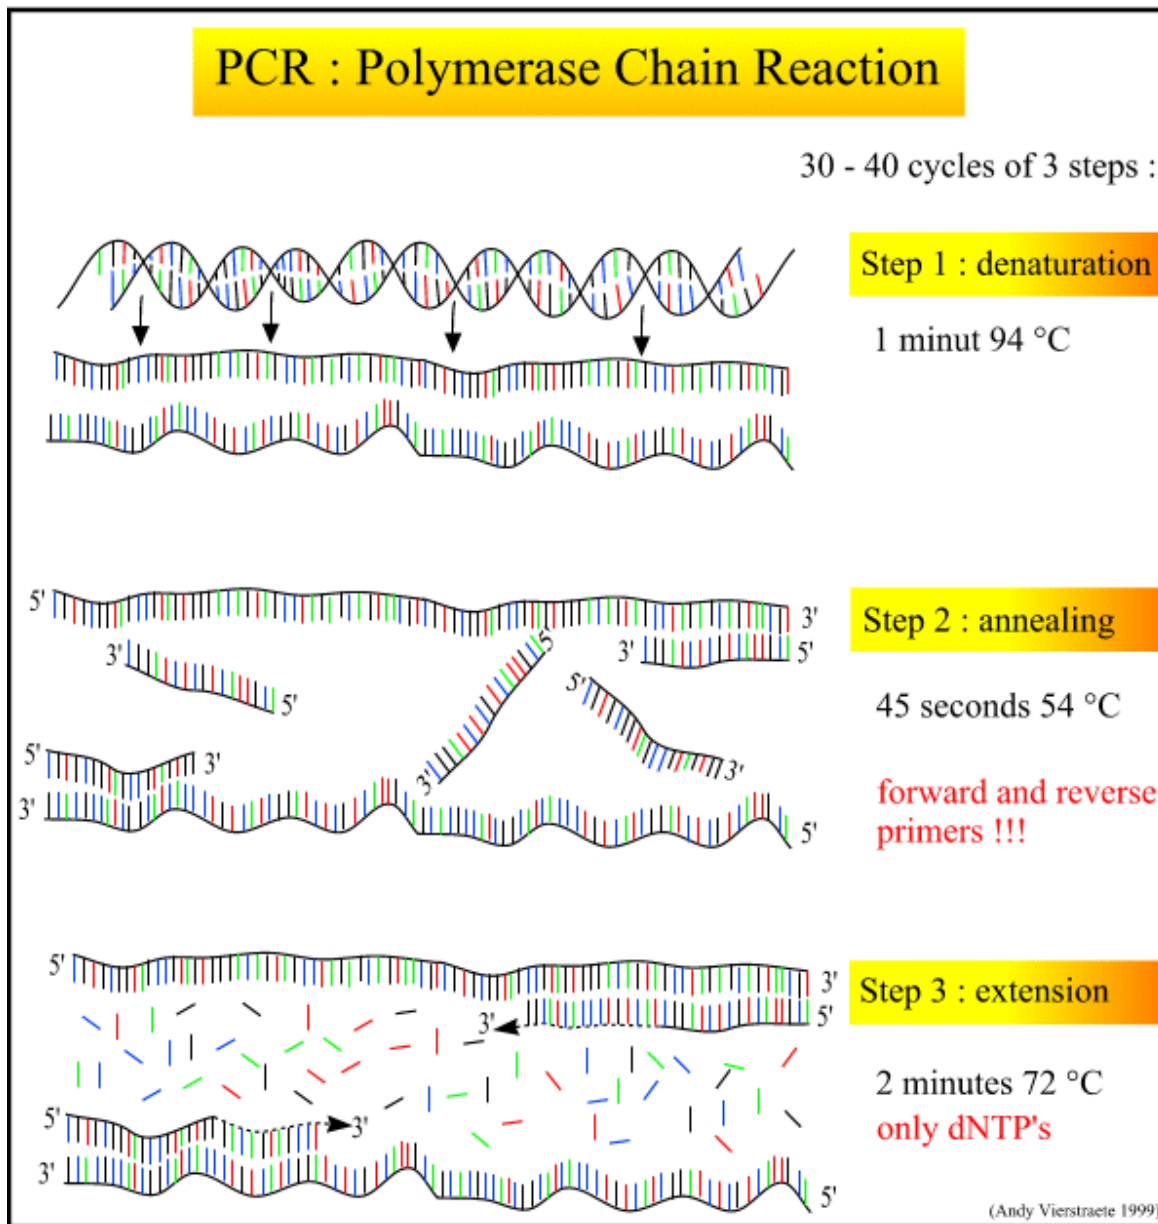 PCR : Polymerase Chain Reaction
30 - 40 cycles of 3 steps :
Step 1 : denaturation
1 minut 94 °C
5'
3'
Step 2 : annealing
3'
5'
5'
3'
5'
45 seconds 54 °C
5'
3'
5'
3'
3'
3'
forward and reverse
primers !!!
5'
5'
3'
Step 3 : extension
3'
5'
2 minutes 72 °C
only dNTP's
5'
3'
3'
5'
(Andy Vierstraete 1999)